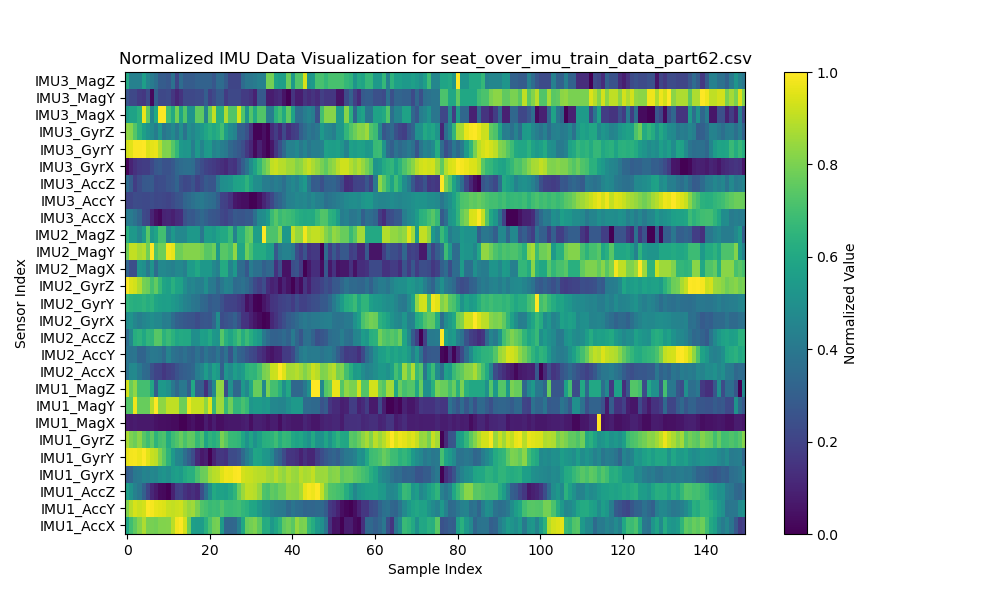 Normalized IMU Data Visualization for seat_over_imu_train_data_part62.csv
IMU3_MagZ
IMU3_MagY
IMU3_MagX
IMU3_GyrZ
IMU3_GyrY
IMU3_GyrX
IMU3_AccZ
IMU3_AccY
IMU3_AccX
IMU2_MagZ
IMU2_MagY
IMU2_MagX
IMU2_GyrZ
IMU2_GyrY
IMU2_GyrX
IMU2_AccZ
IMU2_AccY
IMU2_AccX
IMU1_MagZ
IMU1_MagY
IMU1_MagX
IMU1_GyrZ
IMU1_GyrY
IMU1_GyrX
IMU1_AccZ
IMU1_AccY
IMU1_AccX
Sensor Index
0 20 40 60 80 100 120 140
Sample Index
1.0
0.8
0.6
0.4
0.2
0.0
Normalized Value